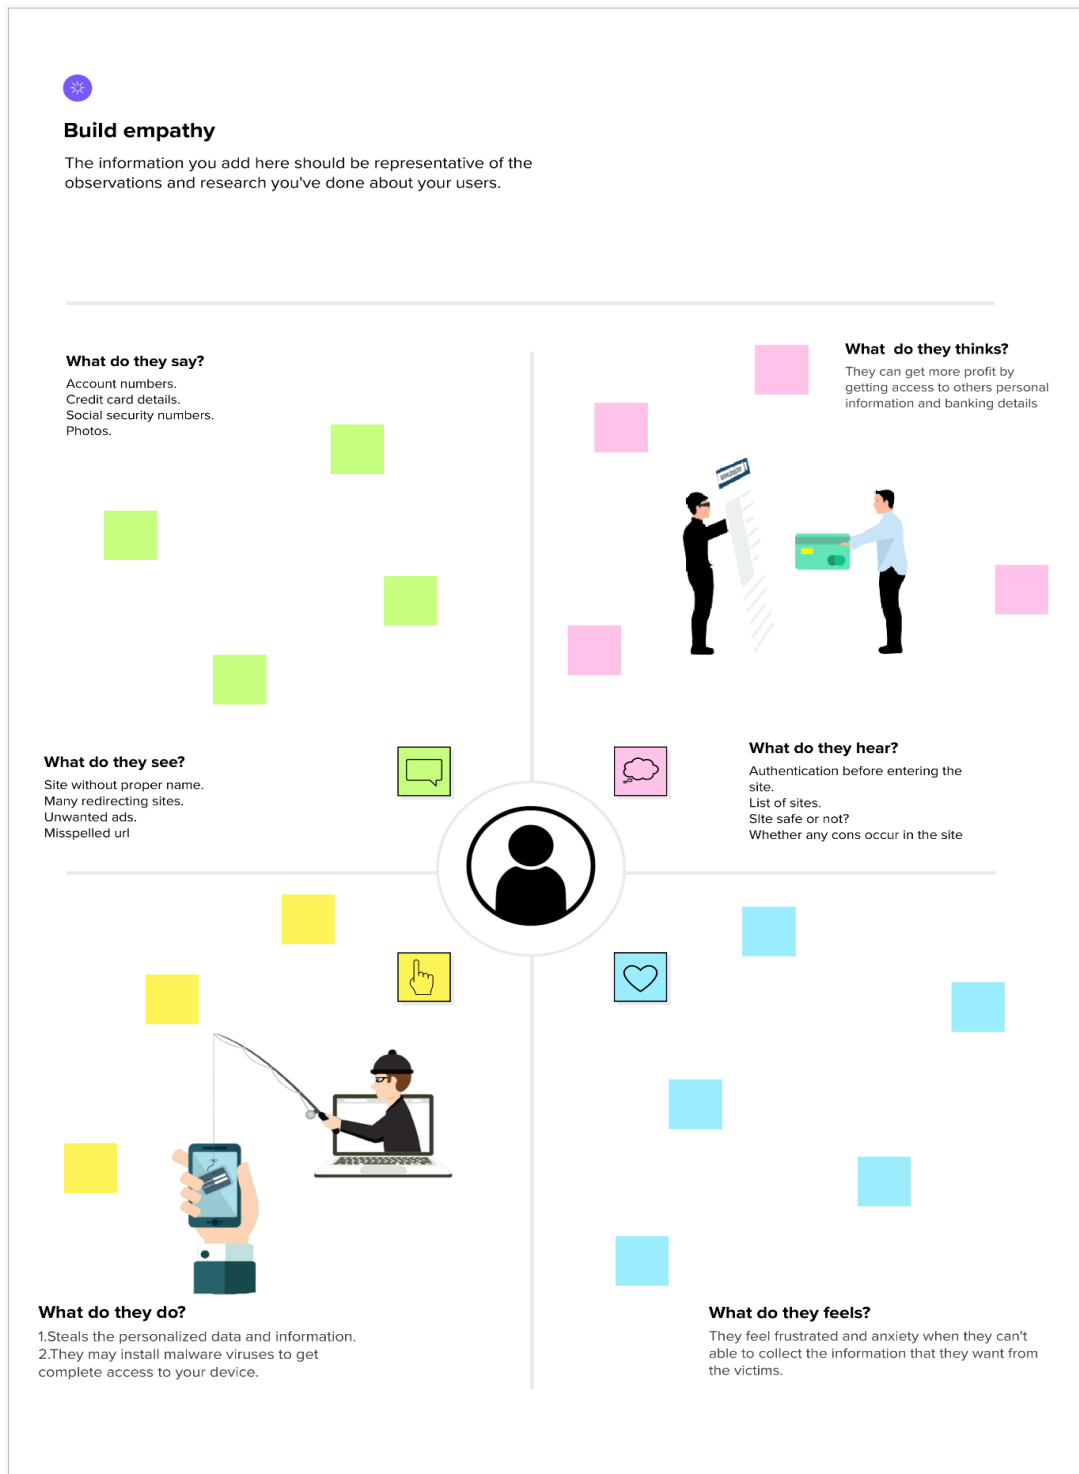 Build empathy
The information you add here should be representative of the
observations and research you've done about your users.
What do they say?
Account numbers.
Credit card details.
Social security numbers.
Photos.
What  do they thinks?
They can get more profit by
getting access to others personal
information and banking details
What do they see?
Site without proper name.
Many redirecting sites.
Unwanted ads.
Misspelled url
What do they hear?
Authentication before entering the
site.
List of sites.
SIte safe or not?
Whether any cons occur in the site
What do they do?
1.Steals the personalized data and information.
2.They may install malware viruses to get
complete access to your device.
What do they feels?
They feel frustrated and anxiety when they can't
able to collect the information that they want from
the victims.